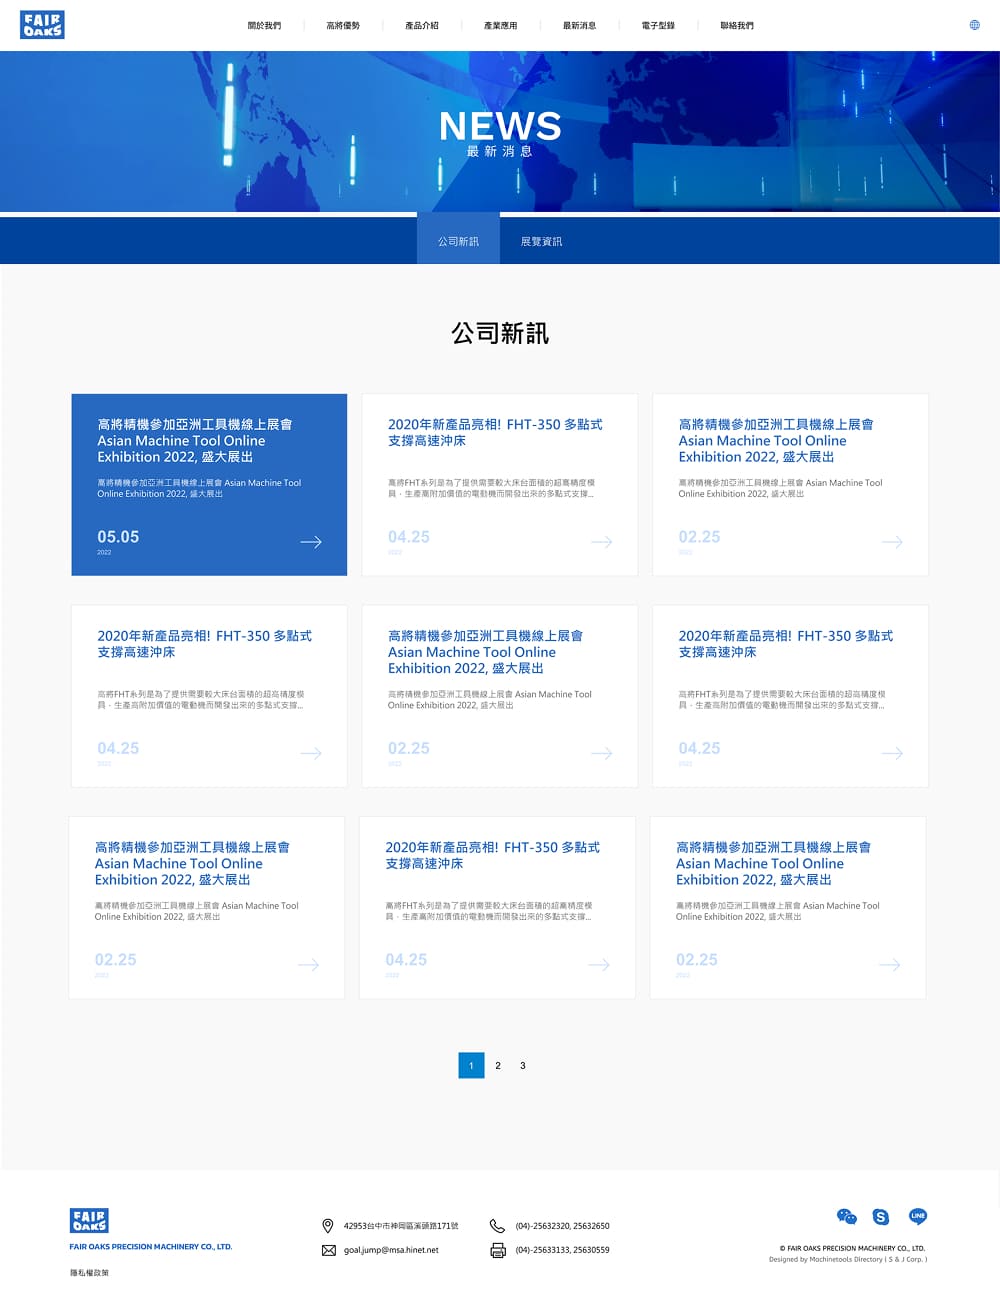 FAIR
OAKS
關於我們
高將優勢
產品介紹
產業應用
最新消息
電子型錄
聯絡我們
NEWS
最新消息
公司新訊
展覽資訊
公司新訊
高將精機參加亞洲工具機線上展會
Asian Machine Tool Online
Exhibition 2022, 盛大展出
高將精機參加亞洲工具機線上展會 Asian Machine Tool
Online Exhibition 2022, 盛大展出
05.05
2022
2020年新產品亮相! FHT-350 多點式
支撐高速沖床
高將FHT系列是為了提供需要較大床台面積的超高精度模
具，生產高附加價值的電動機而開發出來的多點式支撐...
04.25
2022
高將精機參加亞洲工具機線上展會
Asian Machine Tool Online
Exhibition 2022, 盛大展出
高將精機參加亞洲工具機線上展會 Asian Machine Tool
Online Exhibition 2022, 盛大展出
02.25
2022
2020年新產品亮相! FHT-350 多點式
支撐高速沖床
高將FHT系列是為了提供需要較大床台面積的超高精度模
具，生產高附加價值的電動機而開發出來的多點式支撐...
04.25
2022
高將精機參加亞洲工具機線上展會
Asian Machine Tool Online
Exhibition 2022, 盛大展出
高將精機參加亞洲工具機線上展會 Asian Machine Tool
Online Exhibition 2022, 盛大展出
02.25
2022
2020年新產品亮相! FHT-350 多點式
支撐高速沖床
高將FHT系列是為了提供需要較大床台面積的超高精度模
具，生產高附加價值的電動機而開發出來的多點式支撐...
04.25
2022
高將精機參加亞洲工具機線上展會
Asian Machine Tool Online
Exhibition 2022, 盛大展出
高將精機參加亞洲工具機線上展會 Asian Machine Tool
Online Exhibition 2022, 盛大展出
02.25
2022
2020年新產品亮相! FHT-350 多點式
支撐高速沖床
高將FHT系列是為了提供需要較大床台面積的超高精度模
具，生產高附加價值的電動機而開發出來的多點式支撐...
04.25
2022
高將精機參加亞洲工具機線上展會
Asian Machine Tool Online
Exhibition 2022, 盛大展出
高將精機參加亞洲工具機線上展會 Asian Machine Tool
Online Exhibition 2022, 盛大展出
02.25
2022
1 2 3
FAIR
OAKS
FAIR OAKS PRECISION MACHINERY CO., LTD.
隱私權政策
42953台中市神岡區溪頭路171號
goal.jump@msa.hinet.net
(04)-25632320, 25632650
(04)-25633133, 25630559
S
LINE
© FAIR OAKS PRECISION MACHINERY CO., LTD.
Designed by Machinetools Directory ( S & J Corp. )